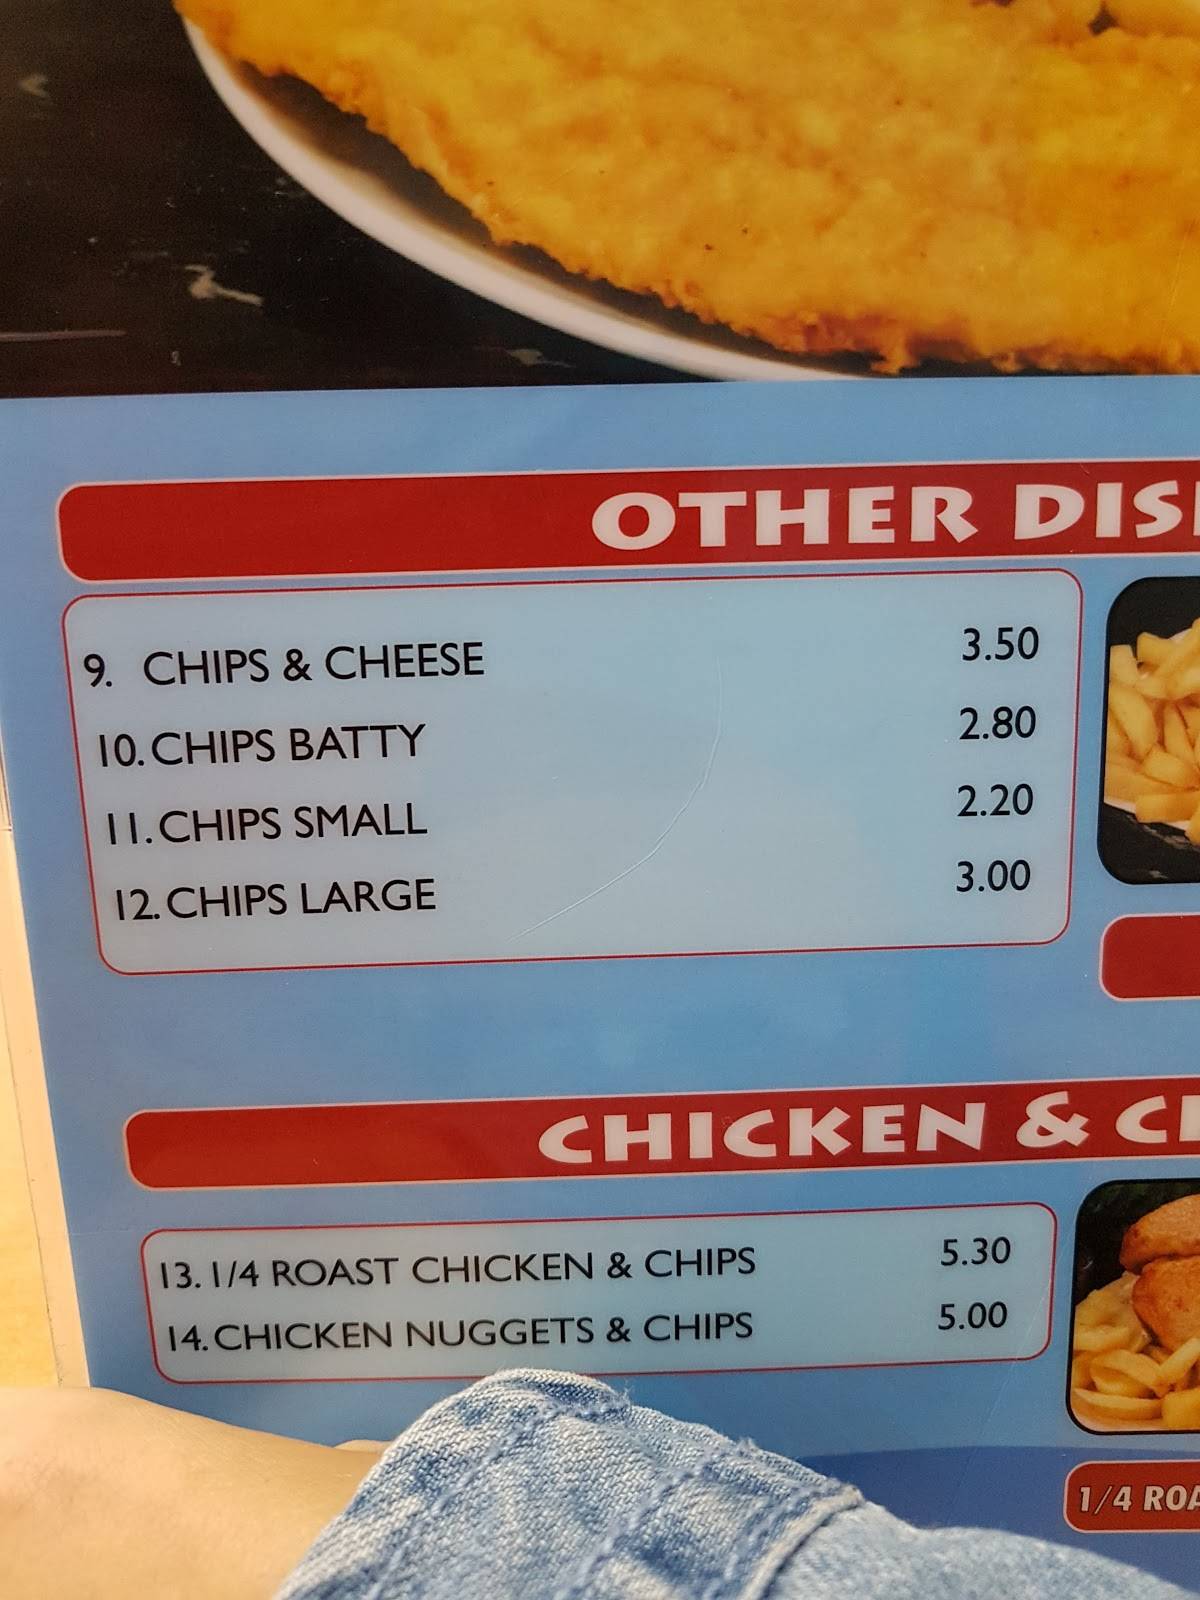 OTHER DIS
9. CHIPS & CHEESE 3.50
10. CHIPS BATTY 2.80
11. CHIPS SMALL 2.20
12. CHIPS LARGE 3.00
CHICKEN & C
13. 1/4 ROAST CHICKEN & CHIPS 5.30
14. CHICKEN NUGGETS & CHIPS 5.00
1/4 ROA